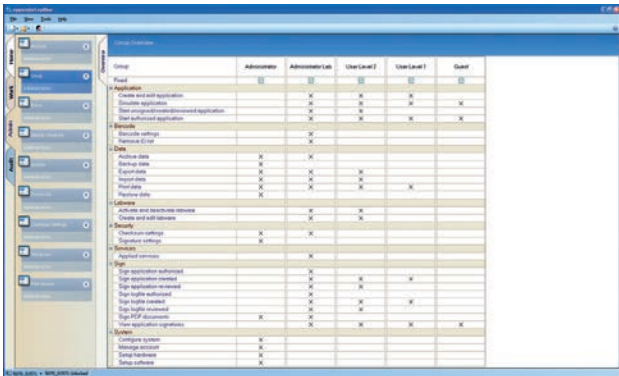 File View Tools Help
Home
Work
Admin
Audit
Overview
Group Overview
Group Administrator Administrator Lab User Level 2 User Level 1 Guest
Fixed
Application
Create and edit application X X X
Simulate application X X X X
Start unsigned/created/reviewed application X X
Start authorized application X X X X
Barcode
Barcode settings X
Remove ID list X
Data
Archive data X X
Backup data X
Export data X X X
Import data X X X
Print data X X X X
Restore data X
Labware
Activate and deactivate labware X X
Create and edit labware X X
Security
Checksum settings X X
Signature settings X
Services
Applied services X
Sign
Sign application authorized X
Sign application created X X X
Sign application reviewed X X
Sign logfile authorized X
Sign logfile created X X X
Sign logfile reviewed X X
Sign PDF documents X X
View application signatures X X X X
System
Configure system X
Manage account X
Setup hardware X
Setup software X